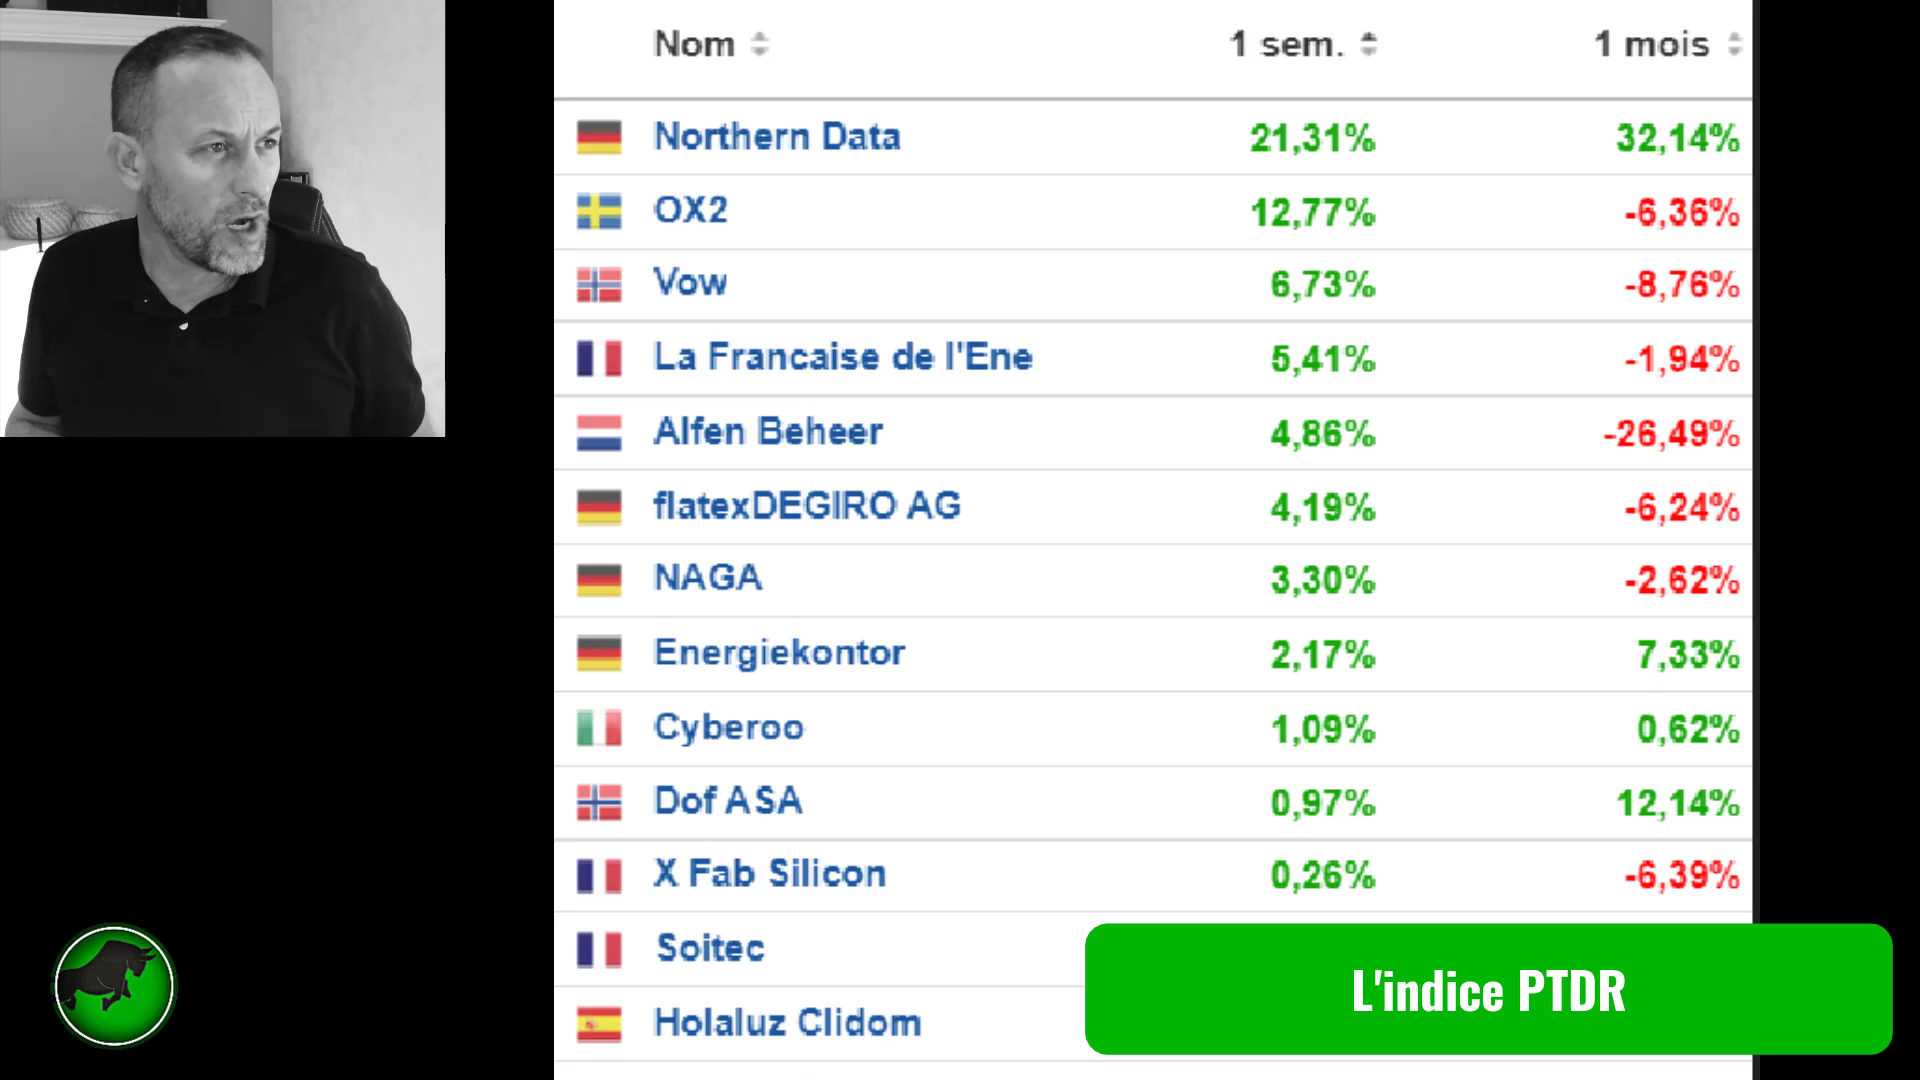 Nom 1 sem. 1 mois
Northern Data 21,31% 32,14%
OX2 12,77% -6,36%
Vow 6,73% -8,76%
La Francaise de l'Ene 5,41% -1,94%
Alfen Beheer 4,86% -26,49%
flatexDEGIRO AG 4,19% -6,24%
NAGA 3,30% -2,62%
Energiekontor 2,17% 7,33%
Cyberoo 1,09% 0,62%
Dof ASA 0,97% 12,14%
X Fab Silicon 0,26% -6,39%
Soitec
Holaluz Clidom
L'indice PTDR